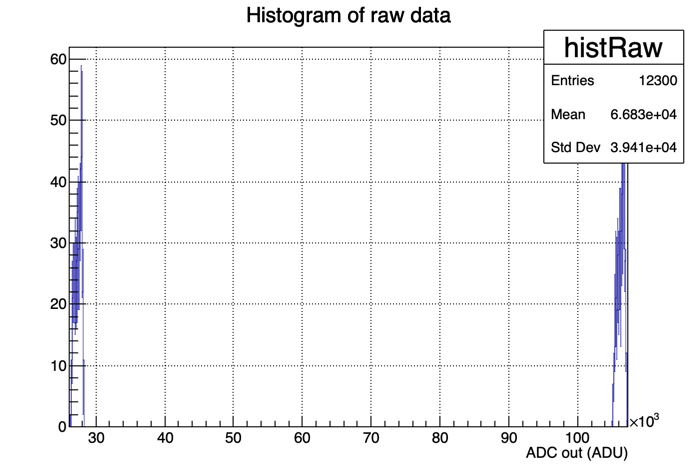 Histogram of raw data
histRaw
Entries 12300
Mean 6.683e+04
Std Dev 3.941e+04
60
50
40
30
20
10
0
30 40 50 60 70 80 90 100
×10³
ADC out (ADU)